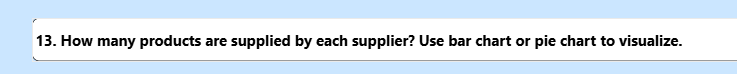 13. How many products are supplied by each supplier? Use bar chart or pie chart to visualize.